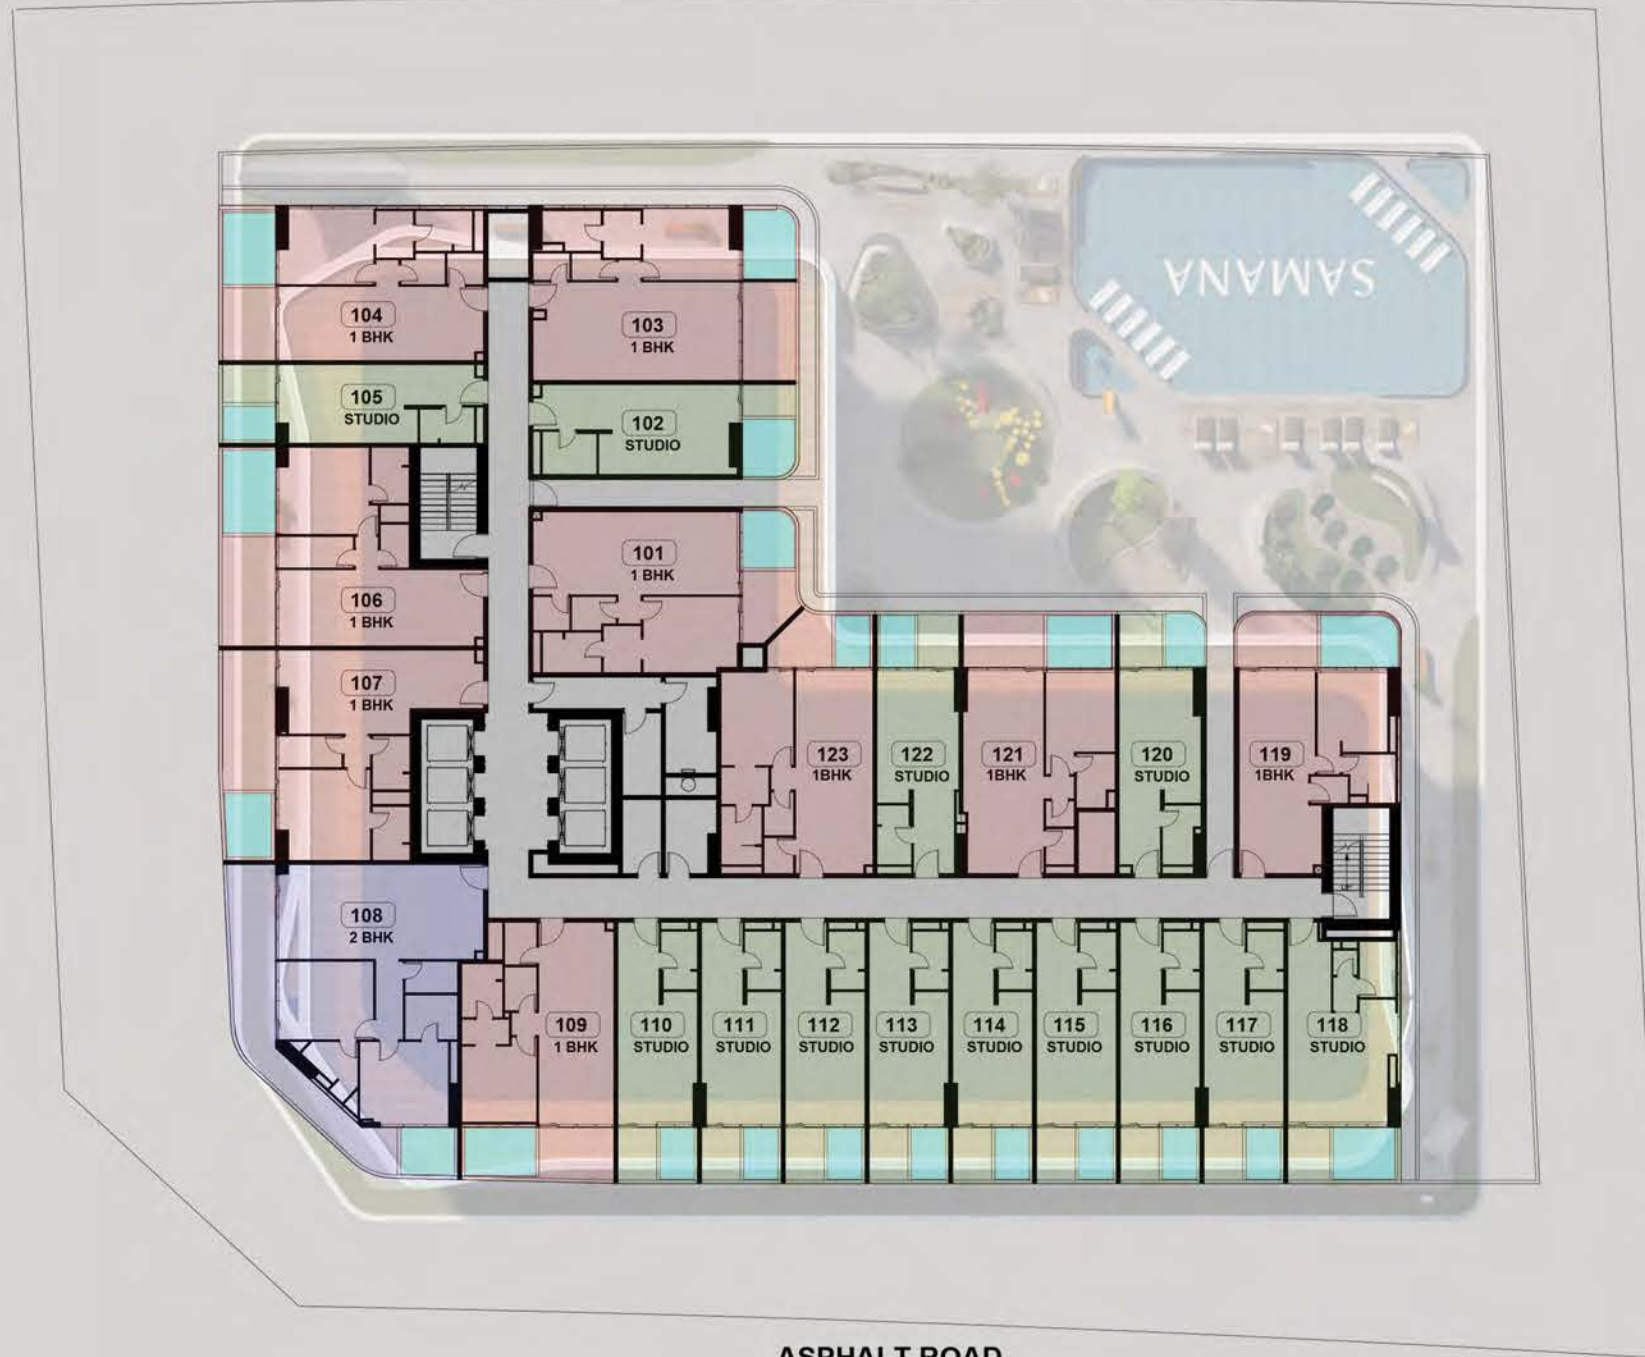 SAMANA
104
1 BHK
103
1 BHK
105
STUDIO
102
STUDIO
101
1 BHK
106
1 BHK
107
1 BHK
123
1BHK
122
STUDIO
121
1BHK
120
STUDIO
119
1BHK
108
2 BHK
109
1 BHK
110
STUDIO
111
STUDIO
112
STUDIO
113
STUDIO
114
STUDIO
115
STUDIO
116
STUDIO
117
STUDIO
118
STUDIO
ASPHALT ROAD